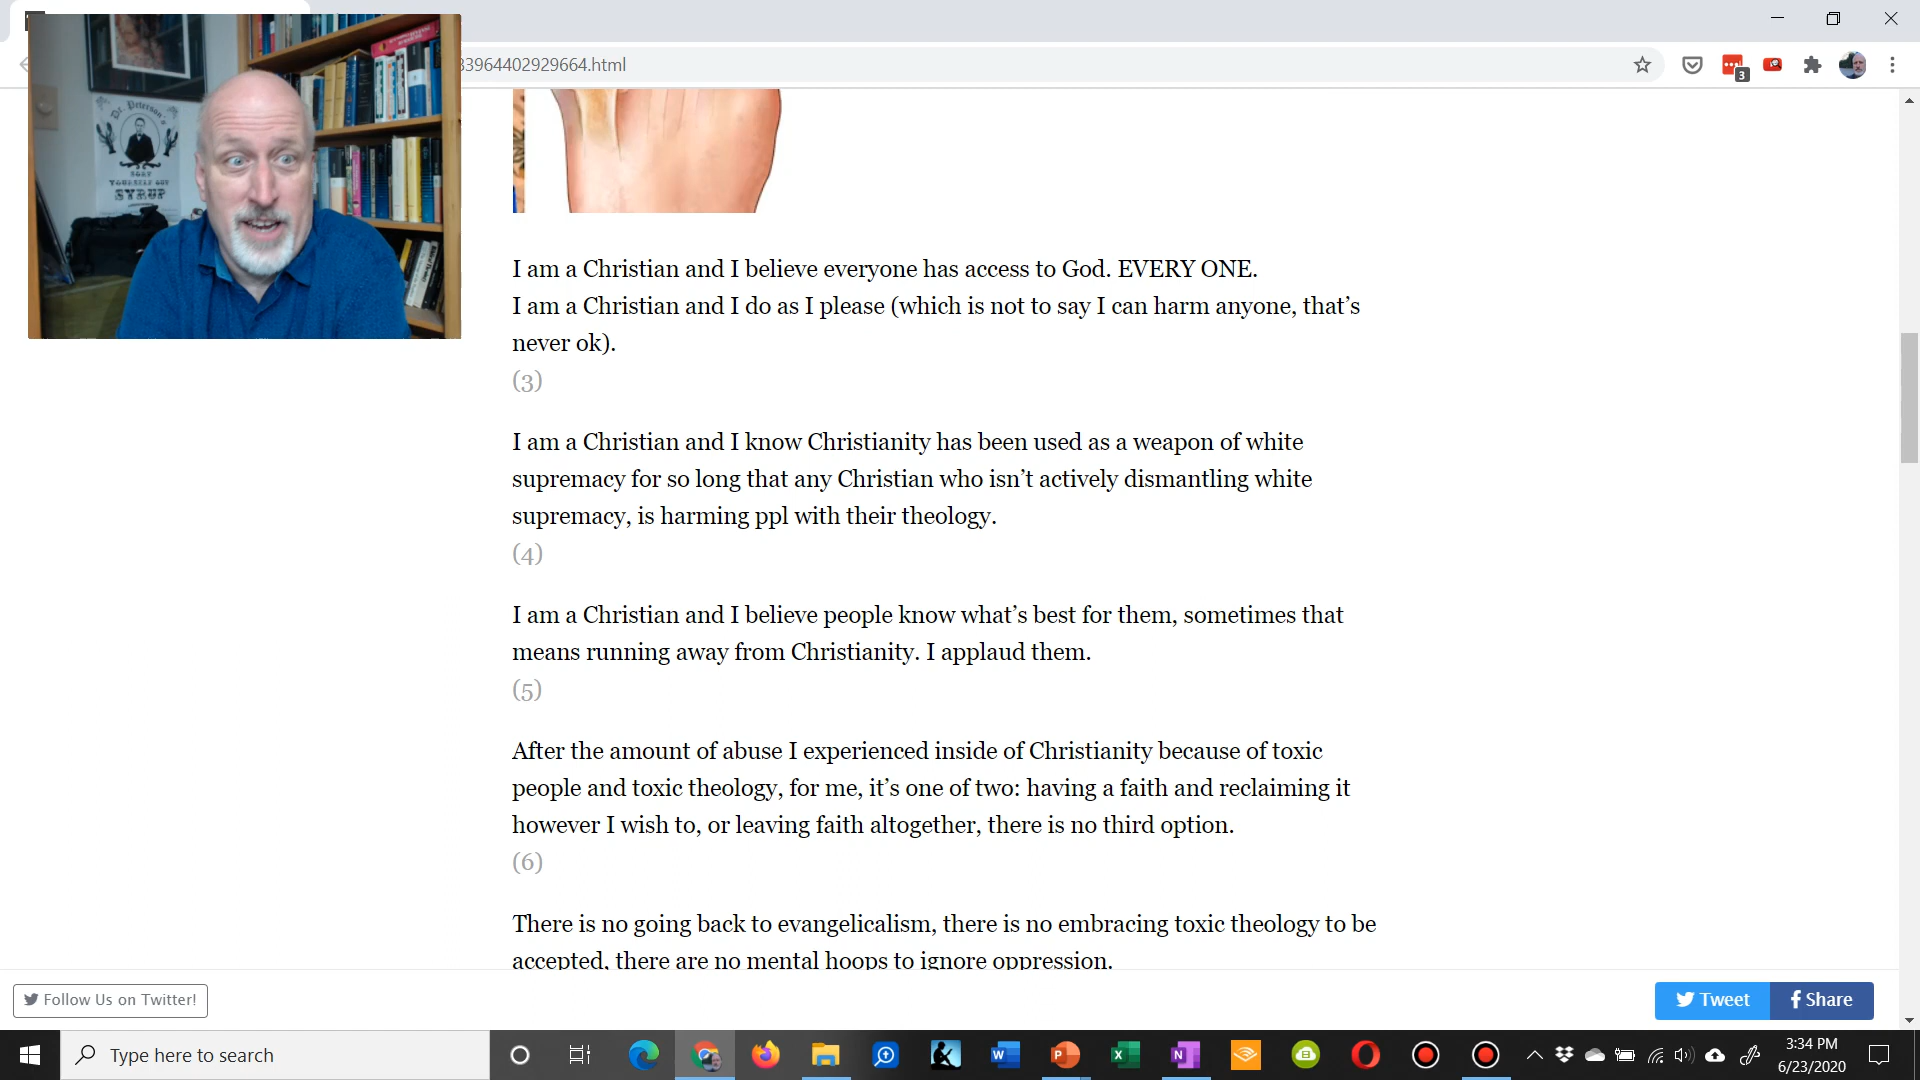 33964402929664.html
3
Dr. Peterson's
SORT
YOURSELF OUT
SYRUP
I am a Christian and I believe everyone has access to God. EVERY ONE.
I am a Christian and I do as I please (which is not to say I can harm anyone, that’s
never ok).
(3)
I am a Christian and I know Christianity has been used as a weapon of white
supremacy for so long that any Christian who isn’t actively dismantling white
supremacy, is harming ppl with their theology.
(4)
I am a Christian and I believe people know what’s best for them, sometimes that
means running away from Christianity. I applaud them.
(5)
After the amount of abuse I experienced inside of Christianity because of toxic
people and toxic theology, for me, it’s one of two: having a faith and reclaiming it
however I wish to, or leaving faith altogether, there is no third option.
(6)
There is no going back to evangelicalism, there is no embracing toxic theology to be
accepted, there are no mental hoops to ignore oppression.
Follow Us on Twitter!
Tweet
Share
Type here to search
3:34 PM
6/23/2020